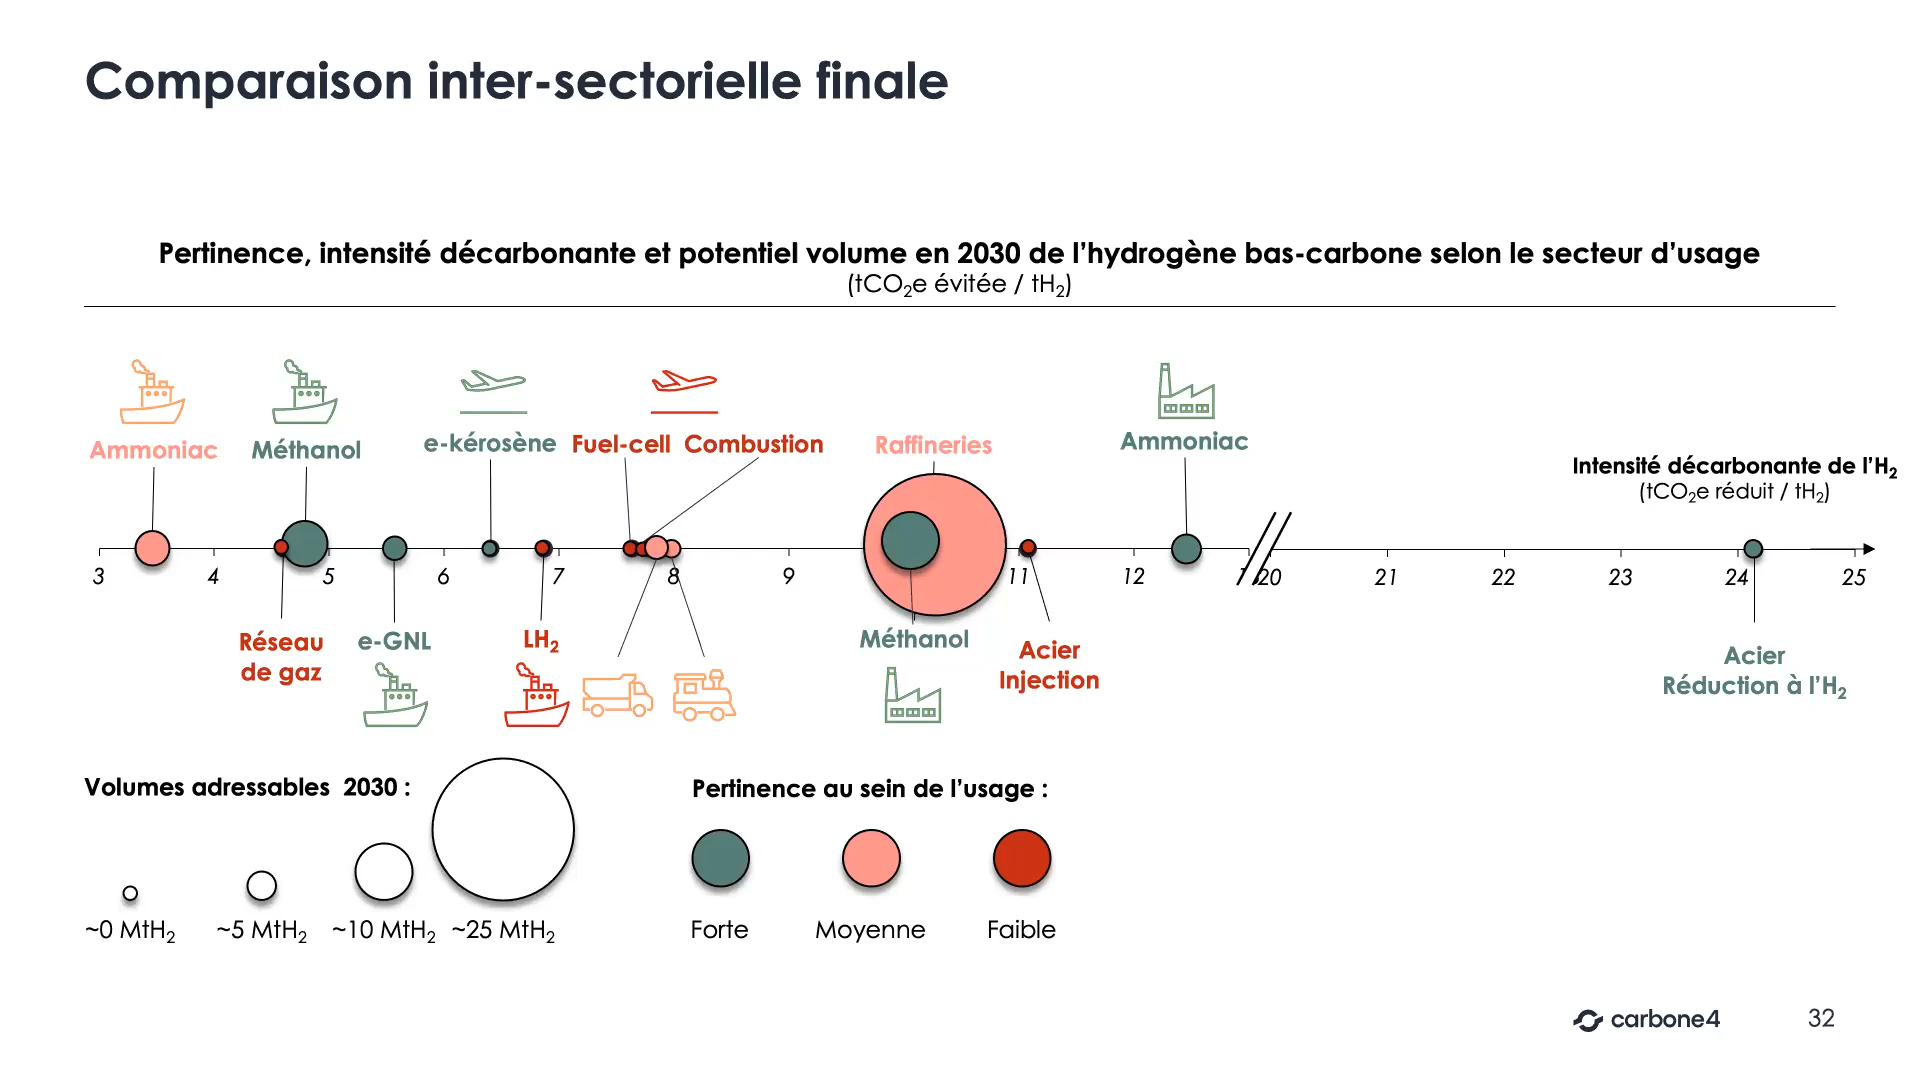 Comparaison inter-sectorielle finale
Pertinence, intensité décarbonante et potentiel volume en 2030 de l'hydrogène bas-carbone selon le secteur d'usage
(tCO₂e évitée / tH₂)
Ammoniac
Méthanol
e-kérosène
Fuel-cell
Combustion
Raffineries
Ammoniac
Intensité décarbonante de l'H₂
(tCO₂e réduit / tH₂)
3 4 5 6 7 8 9 11 12 20 21 22 23 24 25
Réseau
de gaz
e-GNL
LH₂
Méthanol
Acier
Injection
Acier
Réduction à l'H₂
Volumes adressables 2030 :
~0 MtH₂
~5 MtH₂
~10 MtH₂
~25 MtH₂
Pertinence au sein de l'usage :
Forte
Moyenne
Faible
carbone4
32